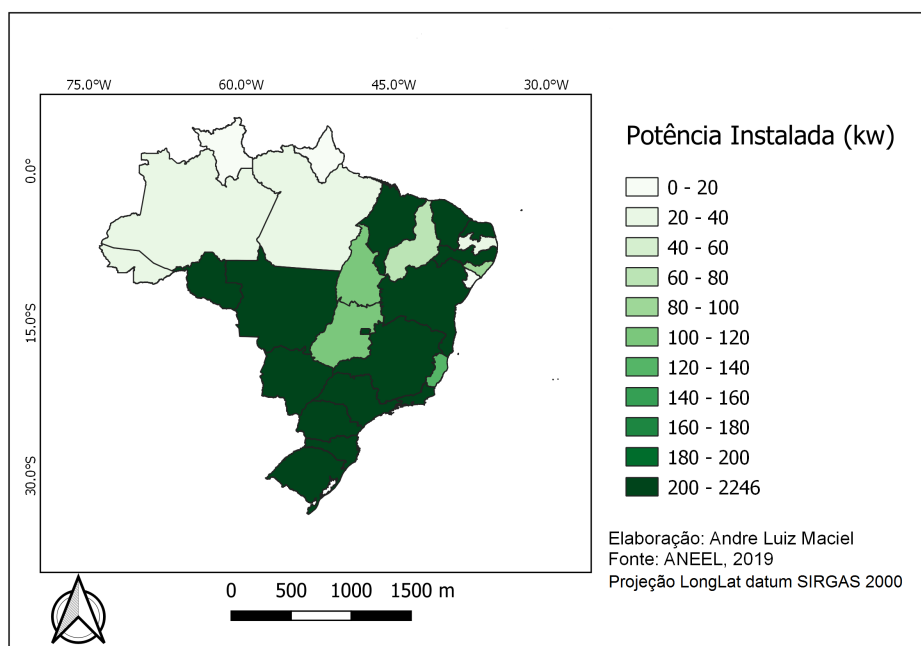 75.0°W 60.0°W 45.0°W 30.0°W
0.0°
15.0°S
30.0°S
Potência Instalada (kw)
0 - 20
20 - 40
40 - 60
60 - 80
80 - 100
100 - 120
120 - 140
140 - 160
160 - 180
180 - 200
200 - 2246
Elaboração: Andre Luiz Maciel
Fonte: ANEEL, 2019
Projeção LongLat datum SIRGAS 2000
0 500 1000 1500 m